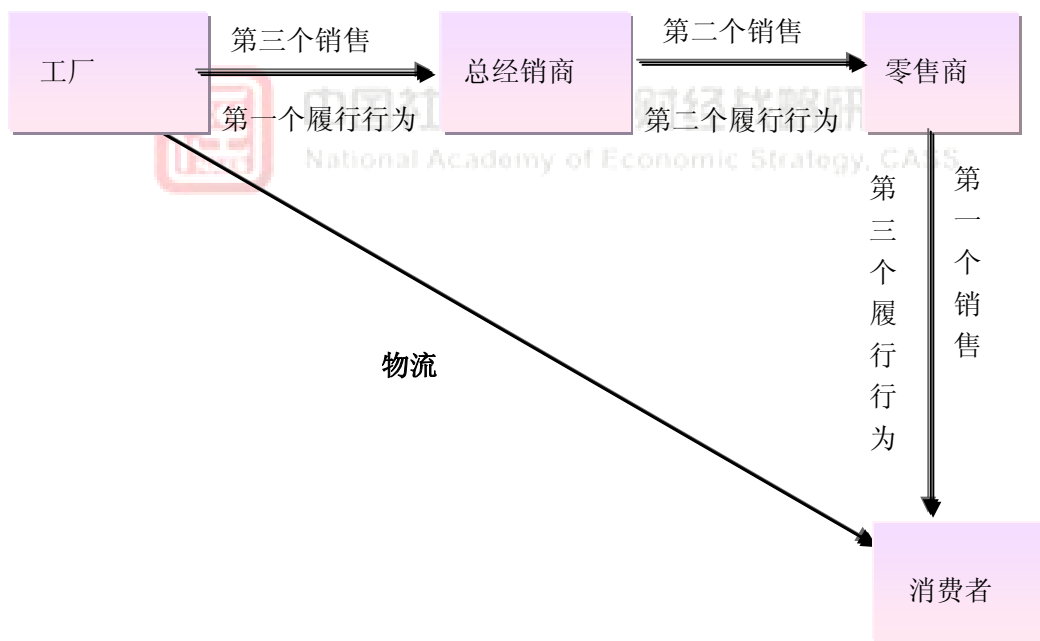 工厂
第三个销售
总经销商
第二个销售
零售商
第一个履行行为
第二个履行行为
National Academy of Economic Strategy, CASS
第三个履行行为
第一个销售
物流
消费者